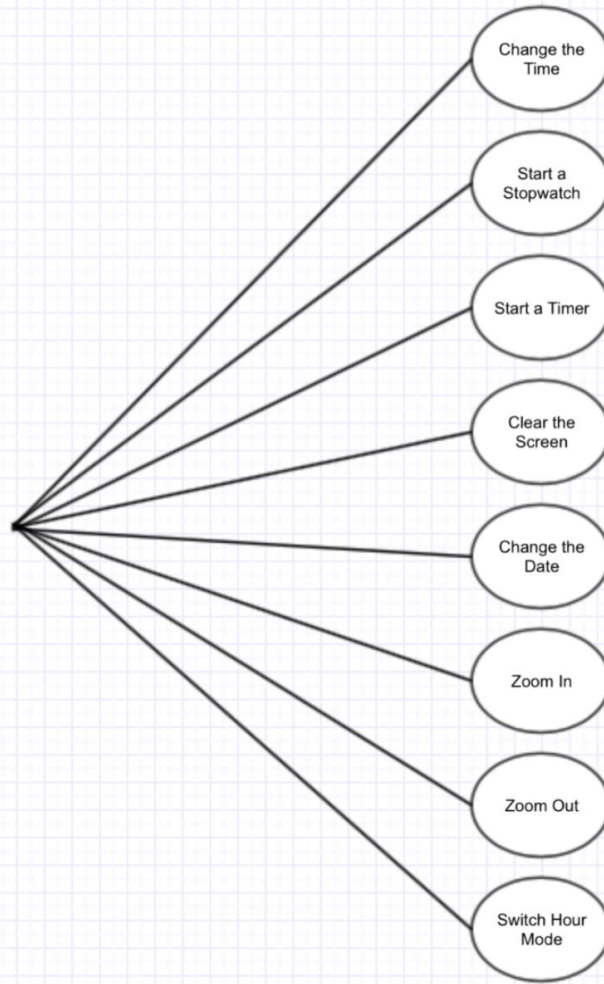 Change the
Time
Start a
Stopwatch
Start a Timer
Clear the
Screen
Change the
Date
Zoom In
Zoom Out
Switch Hour
Mode